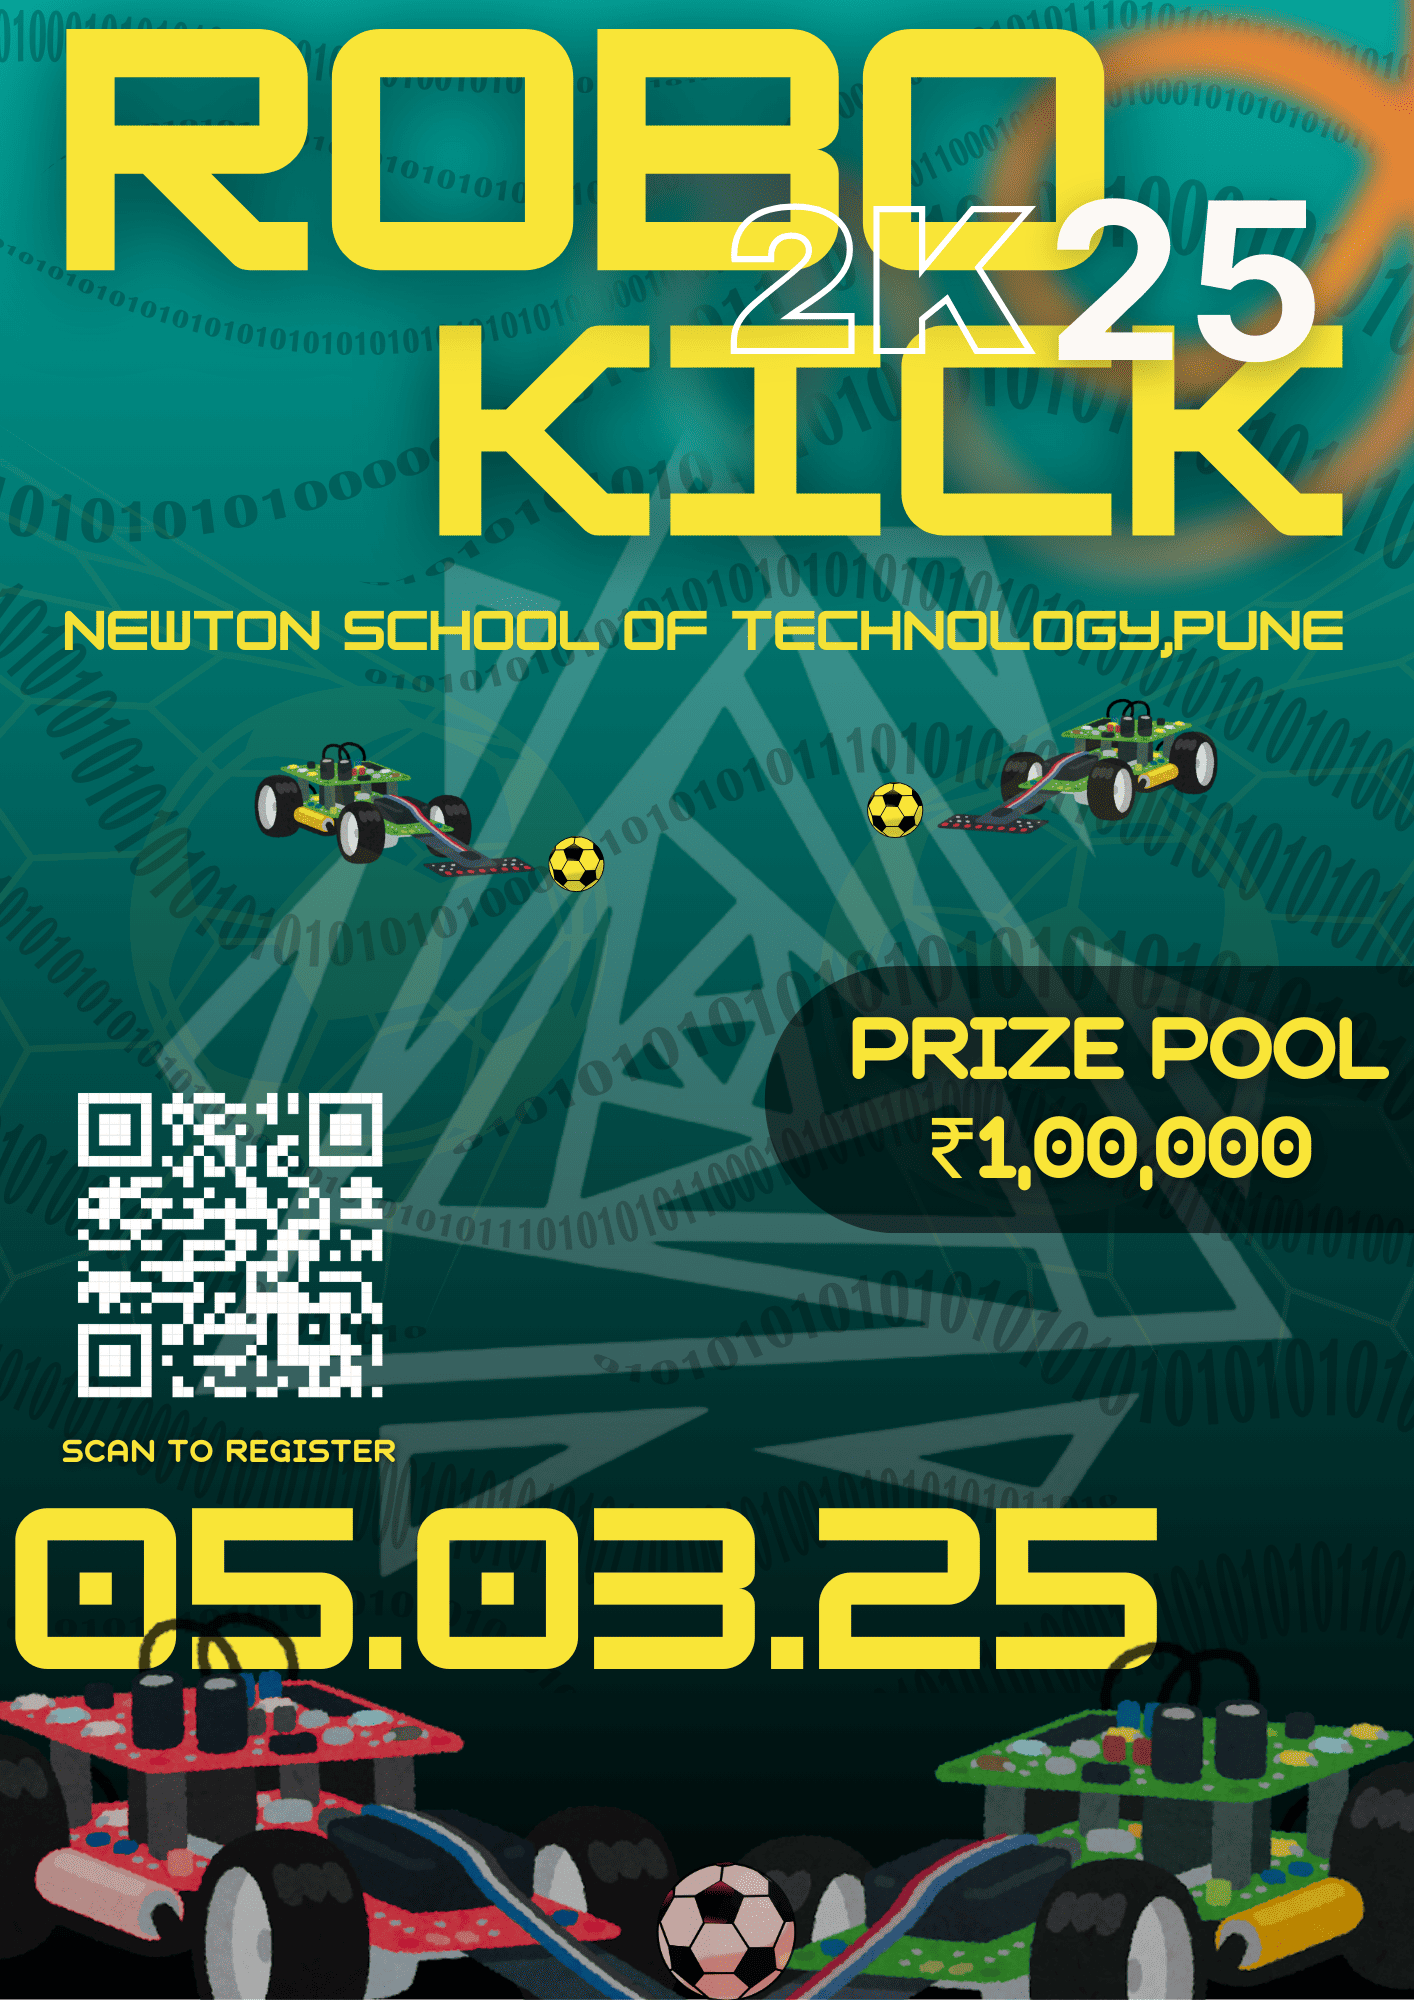 ROBO
2K25
KICK
NEWTON SCHOOL OF TECHNOLOGY,PUNE
PRIZE POOL
₹1,00,000
SCAN TO REGISTER
05.03.25